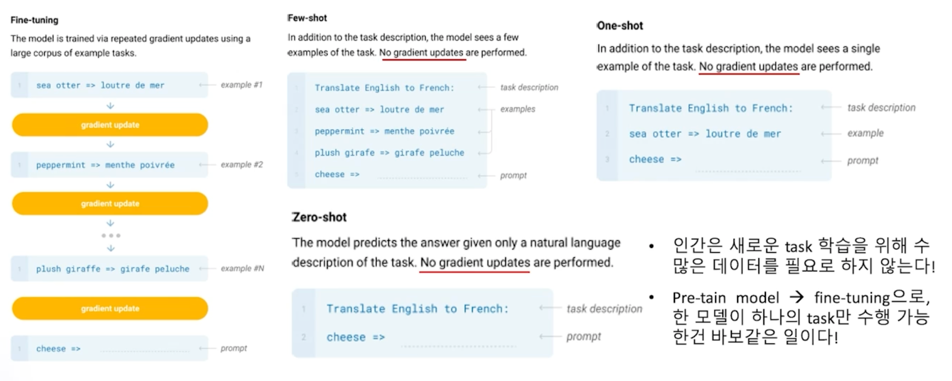 Fine-tuning
The model is trained via repeated gradient updates using a
large corpus of example tasks.
1 sea otter => loutre de mer example #1
gradient update
1 peppermint => menthe poivrée example #2
gradient update
1 plush giraffe => girafe peluche example #N
gradient update
1 cheese => prompt
Few-shot
In addition to the task description, the model sees a few
examples of the task. No gradient updates are performed.
Translate English to French: task description
sea otter => loutre de mer examples
peppermint => menthe poivrée
plush girafe => girafe peluche
cheese => prompt
One-shot
In addition to the task description, the model sees a single
example of the task. No gradient updates are performed.
1 Translate English to French: task description
2 sea otter => loutre de mer example
3 cheese => prompt
Zero-shot
The model predicts the answer given only a natural language
description of the task. No gradient updates are performed.
1 Translate English to French: task description
2 cheese => prompt
• 인간은 새로운 task 학습을 위해 수
많은 데이터를 필요로 하지 않는다!
• Pre-tain model → fine-tuning으로,
한 모델이 하나의 task만 수행 가능
한건 바보같은 일이다!